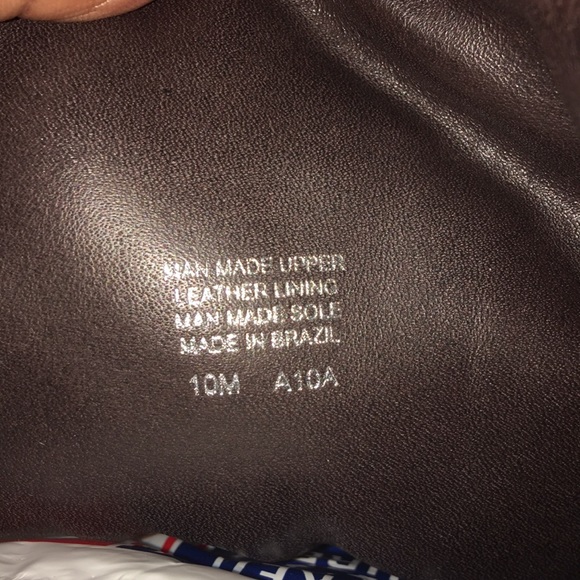 MAN MADE UPPER
LEATHER LINING
MAN MADE SOLE
MADE IN BRAZIL
10M A10A